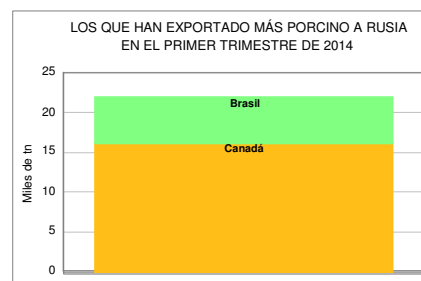 LOS QUE HAN EXPORTADO MÁS PORCINO A RUSIA
EN EL PRIMER TRIMESTRE DE 2014
25
20
15
10
5
0
Miles de tn
Brasil
Canadá